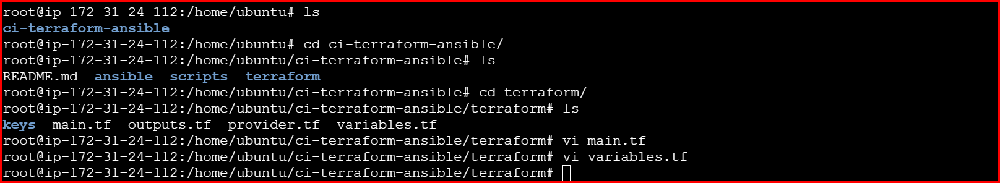 root@ip-172-31-24-112:/home/ubuntu# ls
ci-terraform-ansible
root@ip-172-31-24-112:/home/ubuntu# cd ci-terraform-ansible/
root@ip-172-31-24-112:/home/ubuntu/ci-terraform-ansible# ls
README.md  ansible  scripts  terraform
root@ip-172-31-24-112:/home/ubuntu/ci-terraform-ansible# cd terraform/
root@ip-172-31-24-112:/home/ubuntu/ci-terraform-ansible/terraform# ls
keys  main.tf  outputs.tf  provider.tf  variables.tf
root@ip-172-31-24-112:/home/ubuntu/ci-terraform-ansible/terraform# vi main.tf
root@ip-172-31-24-112:/home/ubuntu/ci-terraform-ansible/terraform# vi variables.tf
root@ip-172-31-24-112:/home/ubuntu/ci-terraform-ansible/terraform#